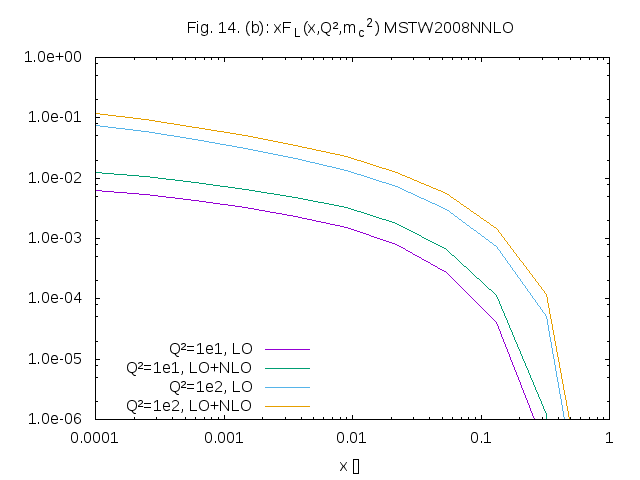 Fig. 14. (b): xF_L(x,Q²,m_c²) MSTW2008NNLO
1.0e+00
1.0e-01
1.0e-02
1.0e-03
1.0e-04
1.0e-05
1.0e-06
Q²=1e1, LO
Q²=1e1, LO+NLO
Q²=1e2, LO
Q²=1e2, LO+NLO
0.0001 0.001 0.01 0.1 1
x []